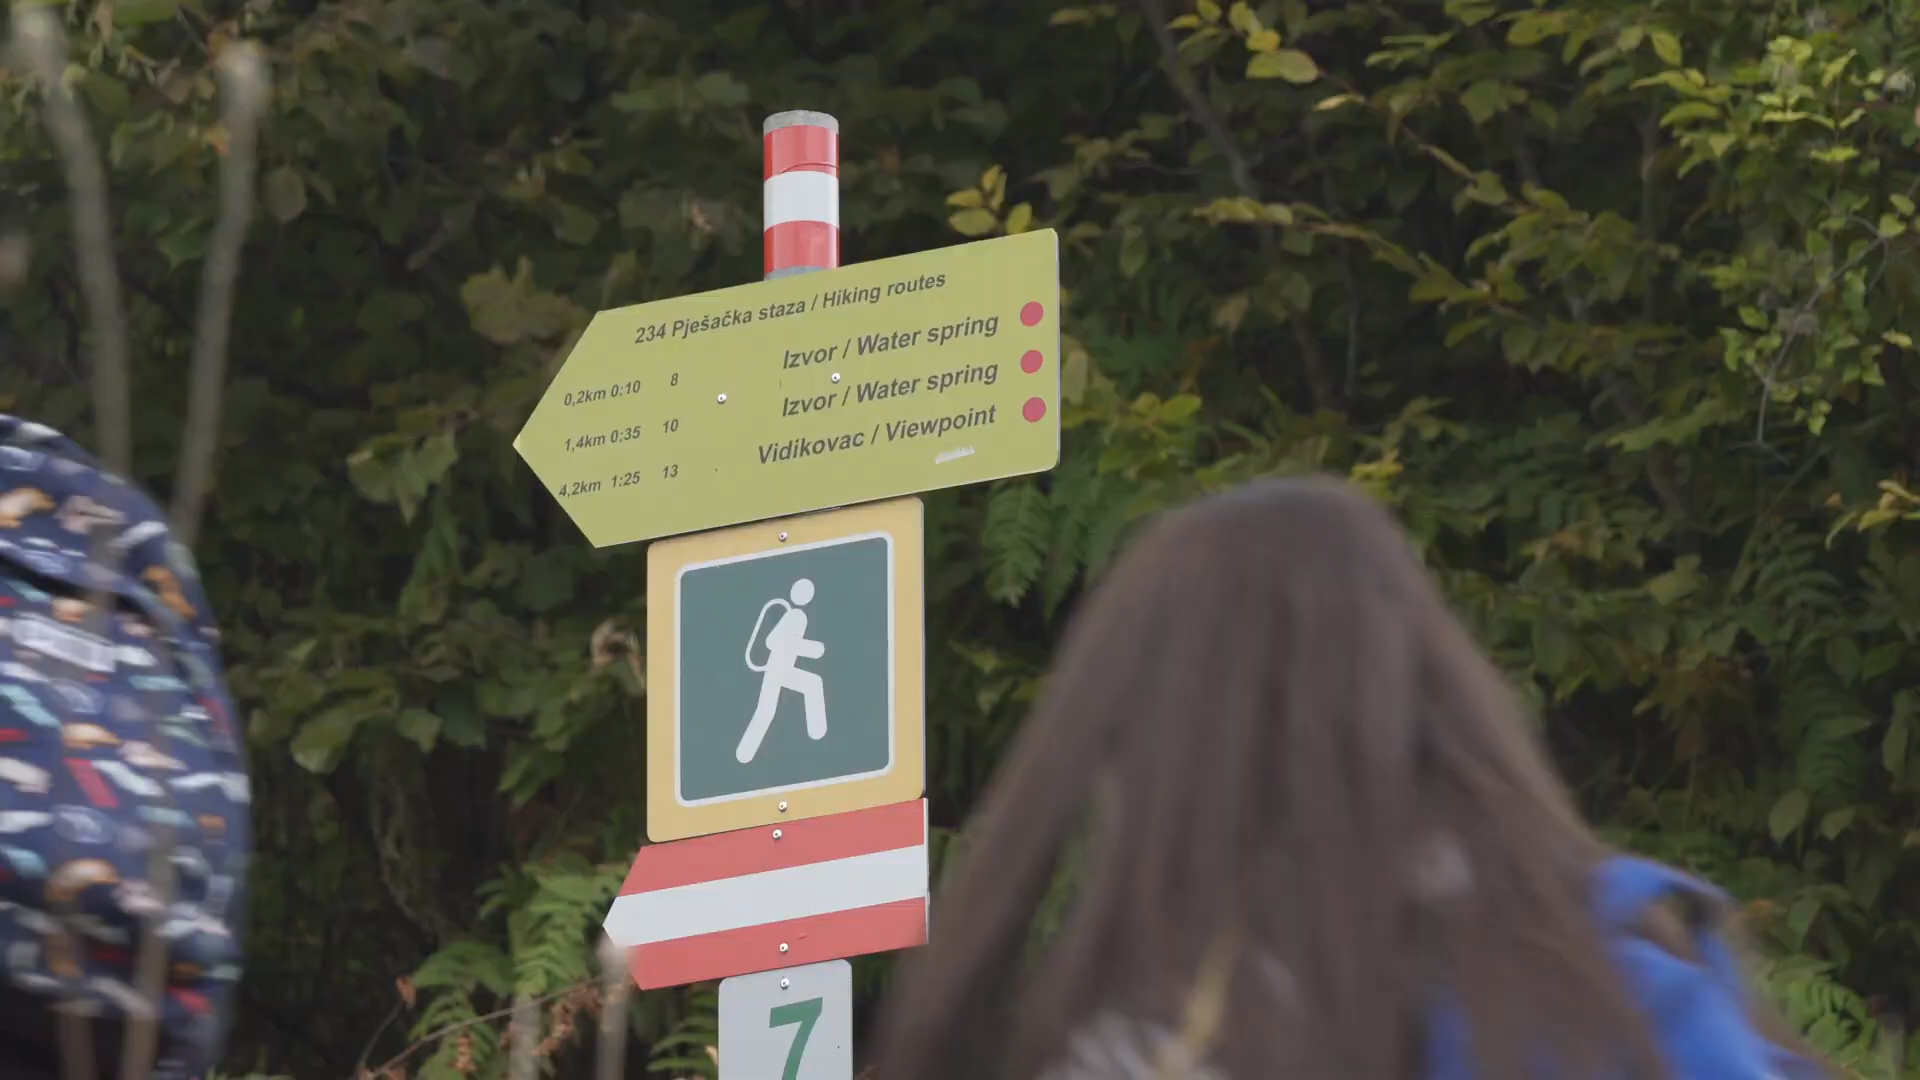 234 Pješačka staza / Hiking routes
0,2km 0:10 8 Izvor / Water spring
1,4km 0:35 10 Izvor / Water spring
4,2km 1:25 13 Vidikovac / Viewpoint
7